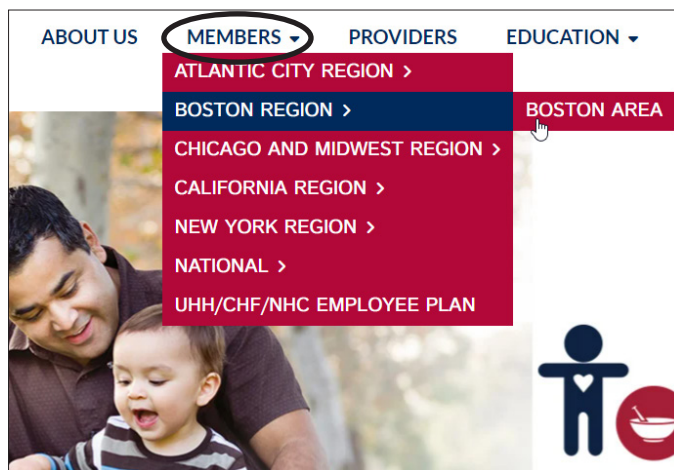 ABOUT US MEMBERS PROVIDERS EDUCATION
ATLANTIC CITY REGION >
BOSTON REGION > BOSTON AREA
CHICAGO AND MIDWEST REGION >
CALIFORNIA REGION >
NEW YORK REGION >
NATIONAL >
UHH/CHF/NHC EMPLOYEE PLAN